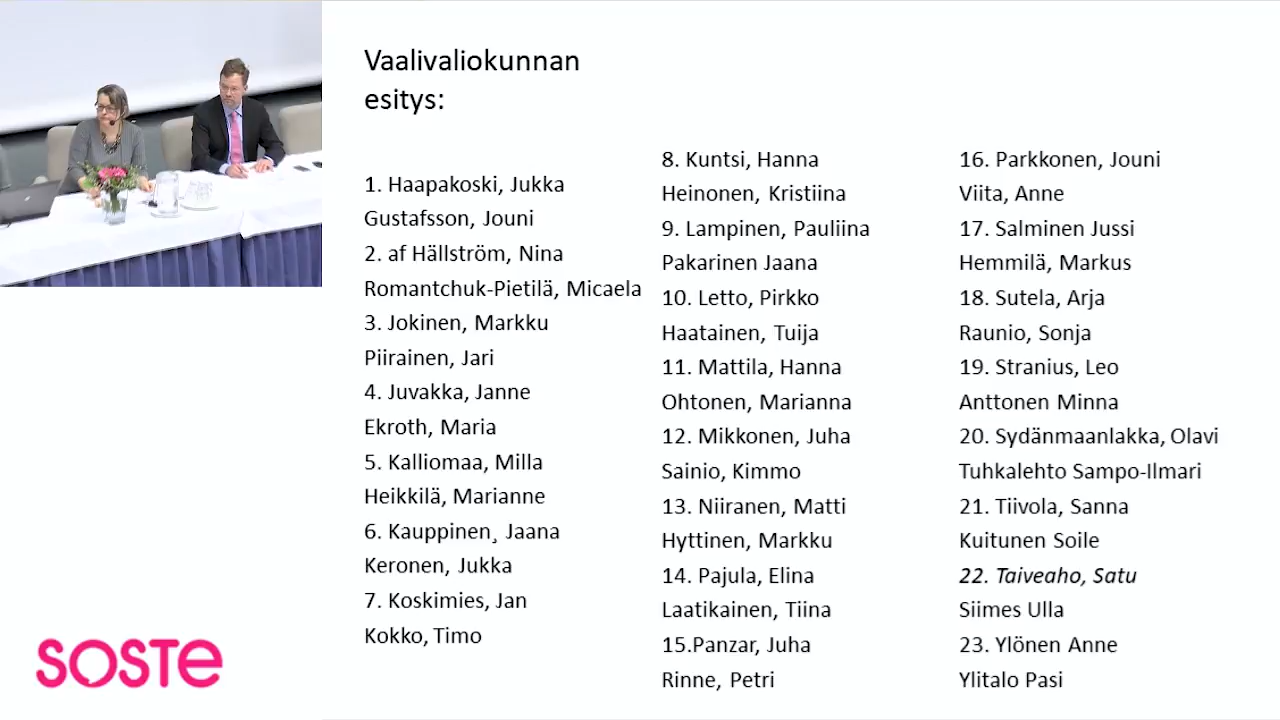 Vaalivaliokunnan
esitys:
1. Haapakoski, Jukka
Gustafsson, Jouni
2. af Hällström, Nina
Romantchuk-Pietilä, Micaela
3. Jokinen, Markku
Piirainen, Jari
4. Juvakka, Janne
Ekroth, Maria
5. Kalliomaa, Milla
Heikkilä, Marianne
6. Kauppinen¸ Jaana
Keronen, Jukka
7. Koskimies, Jan
Kokko, Timo
8. Kuntsi, Hanna
Heinonen, Kristiina
9. Lampinen, Pauliina
Pakarinen Jaana
10. Letto, Pirkko
Haatainen, Tuija
11. Mattila, Hanna
Ohtonen, Marianna
12. Mikkonen, Juha
Sainio, Kimmo
13. Niiranen, Matti
Hyttinen, Markku
14. Pajula, Elina
Laatikainen, Tiina
15.Panzar, Juha
Rinne, Petri
16. Parkkonen, Jouni
Viita, Anne
17. Salminen Jussi
Hemmilä, Markus
18. Sutela, Arja
Raunio, Sonja
19. Stranius, Leo
Anttonen Minna
20. Sydänmaanlakka, Olavi
Tuhkalehto Sampo-Ilmari
21. Tiivola, Sanna
Kuitunen Soile
22. Taiveaho, Satu
Siimes Ulla
23. Ylönen Anne
Ylitalo Pasi
SOSTE